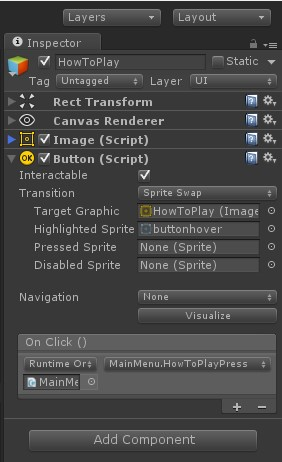 Layers Layout
Inspector
HowToPlay Static
Tag Untagged Layer UI
Rect Transform
Canvas Renderer
Image (Script)
OK Button (Script)
Interactable
Transition Sprite Swap
Target Graphic HowToPlay (Image
Highlighted Sprite buttonhover
Pressed Sprite None (Sprite)
Disabled Sprite None (Sprite)
Navigation None
Visualize
On Click ()
Runtime Or MainMenu.HowToPlayPress
MainMe
Add Component